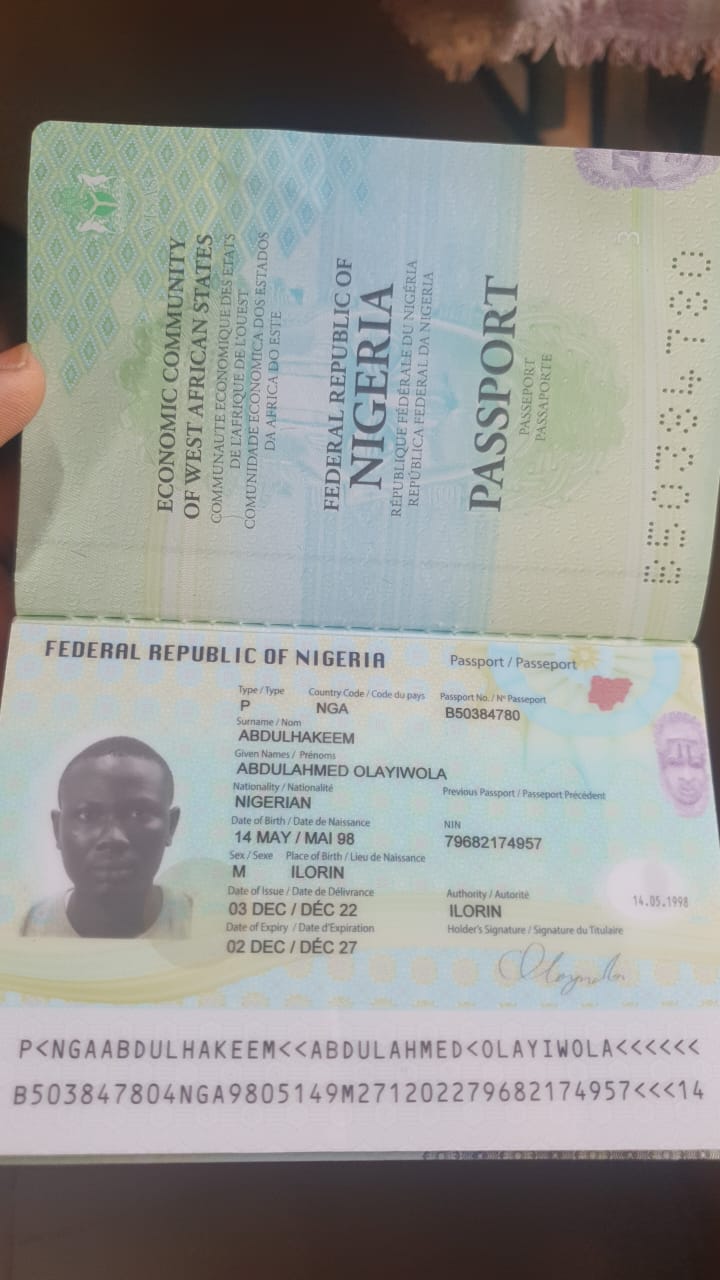 ECONOMIC COMMUNITY
OF WEST AFRICAN STATES
COMMUNAUTE ECONOMIQUE DES ETATS
DE L'AFRIQUE DE L'OUEST
COMUNIDADE ECONOMICA DOS ESTADOS
DA AFRICA DO ESTE
FEDERAL REPUBLIC OF
NIGERIA
RÉPUBLIQUE FÉDÉRALE DU NIGÉRIA
REPÚBLICA FEDERAL DA NIGERIA
PASSPORT
PASSEPORT
PASSAPORTE
3
B50384780
FEDERAL REPUBLIC OF NIGERIA
Passport / Passeport
Type / Type Country Code / Code du pays Passport No. / N° Passeport
P NGA B50384780
Surname / Nom
ABDULHAKEEM
Given Names / Prénoms
ABDULAHMED OLAYIWOLA
Nationality / Nationalité Previous Passport / Passeport Précédent
NIGERIAN
Date of Birth / Date de Naissance NIN
14 MAY / MAI 98 79682174957
Sex / Sexe Place of Birth / Lieu de Naissance
M ILORIN
Date of Issue / Date de Délivrance Authority / Autorité
03 DEC / DÉC 22 ILORIN
14.05.1998
Date of Expiry / Date d'Expiration Holder's Signature / Signature du Titulaire
02 DEC / DÉC 27
P<NGAABDULHAKEEM<<ABDULAHMED<OLAYIWOLA<<<<<<
B503847804NGA9805149M271202279682174957<<<14